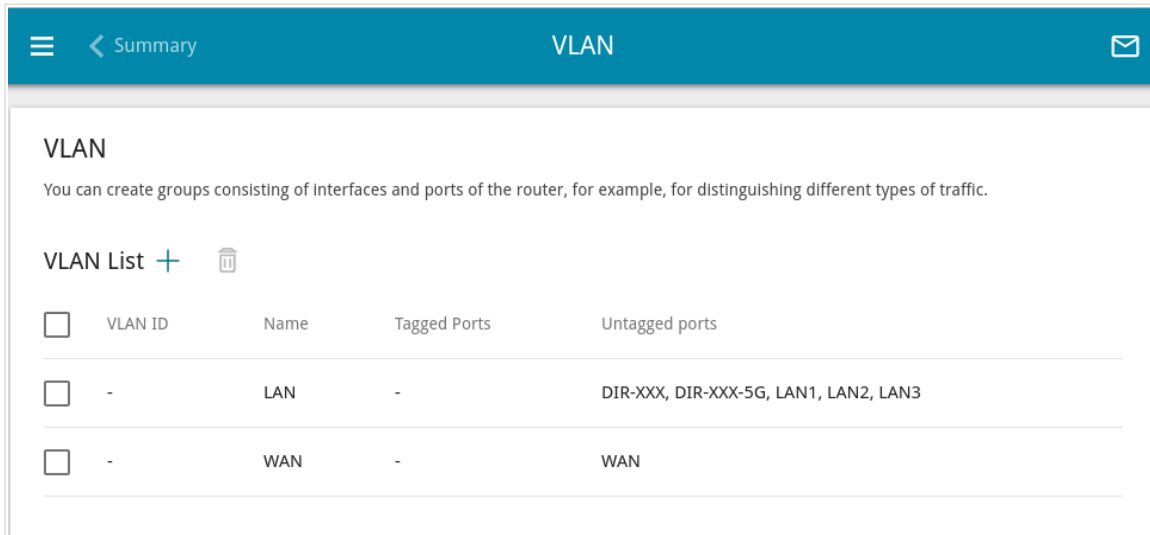 Summary VLAN
VLAN
You can create groups consisting of interfaces and ports of the router, for example, for distinguishing different types of traffic.
VLAN List
VLAN ID Name Tagged Ports Untagged ports
- LAN - DIR-XXX, DIR-XXX-5G, LAN1, LAN2, LAN3
- WAN - WAN